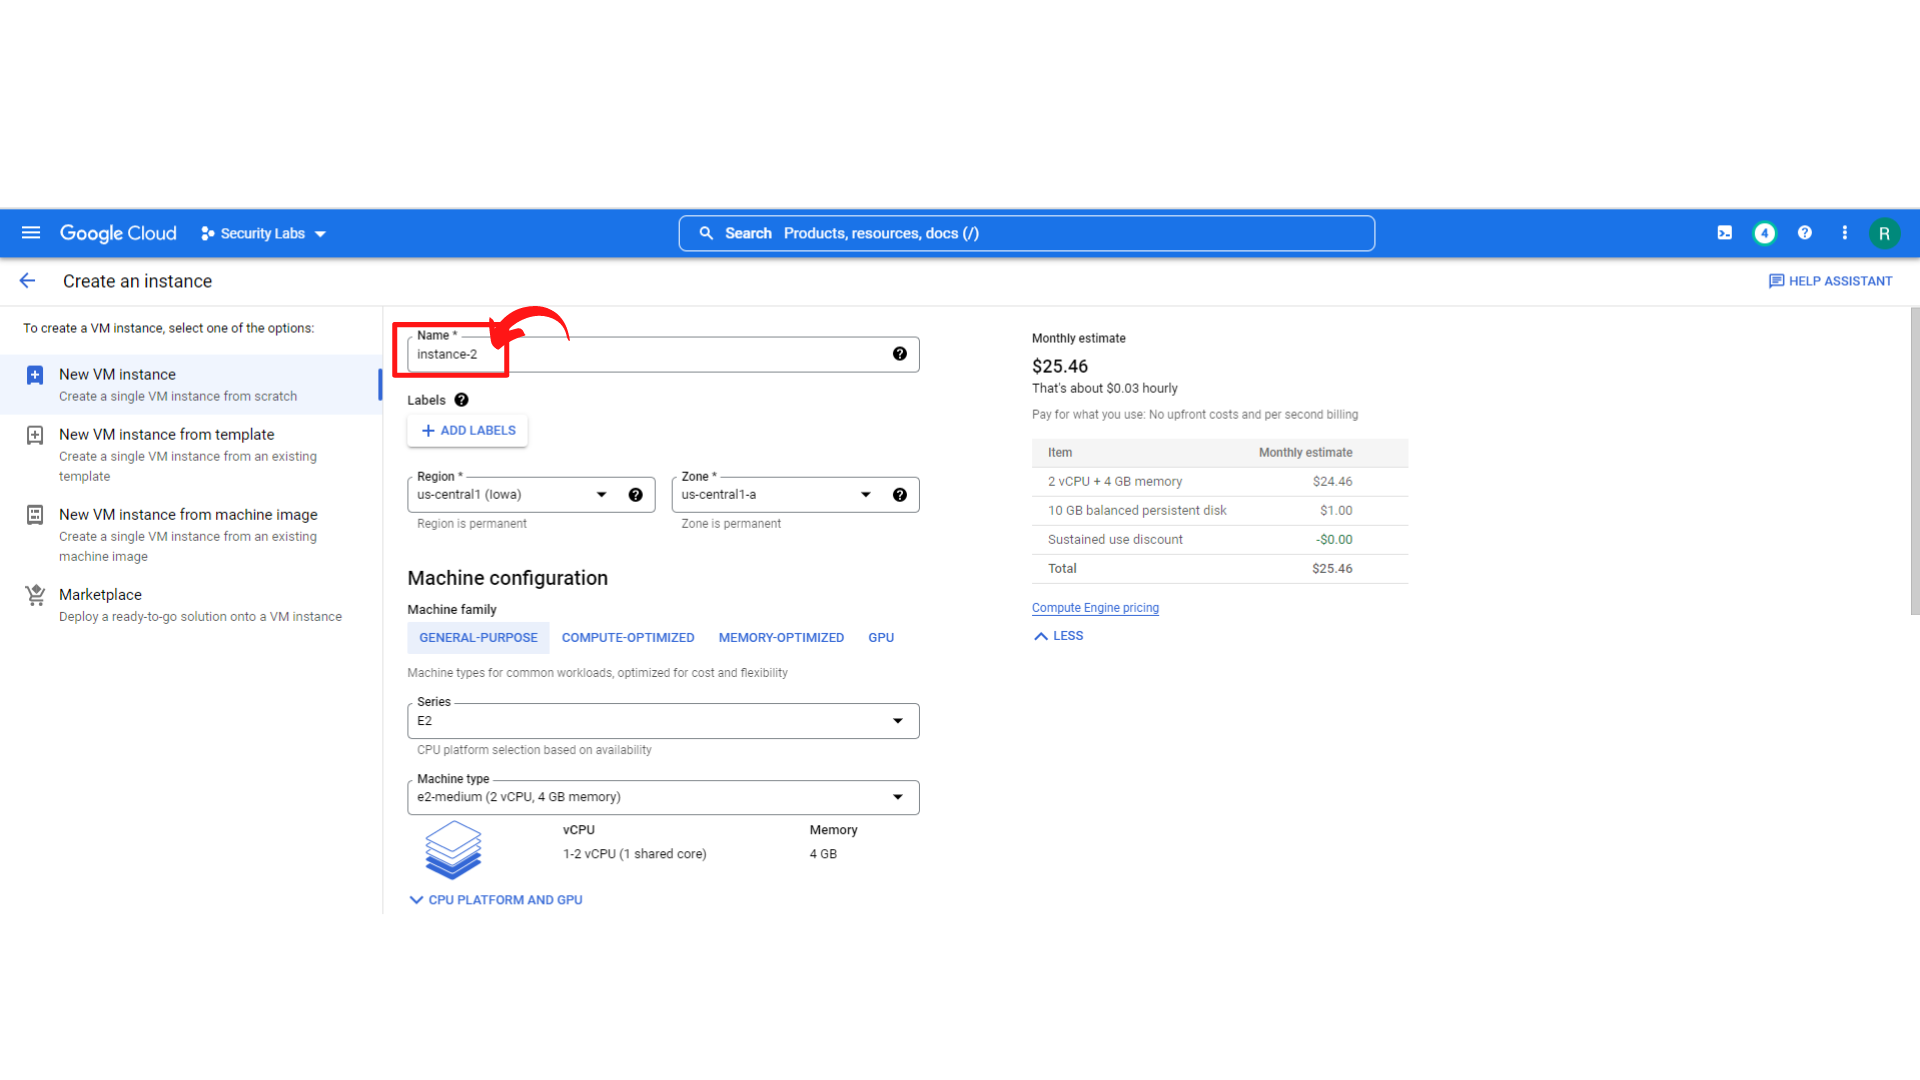 Google Cloud
Security Labs
Search Products, resources, docs (/)
4
R
Create an instance
HELP ASSISTANT
To create a VM instance, select one of the options:
New VM instance
Create a single VM instance from scratch
New VM instance from template
Create a single VM instance from an existing
template
New VM instance from machine image
Create a single VM instance from an existing
machine image
Marketplace
Deploy a ready-to-go solution onto a VM instance
Name *
instance-2
Labels
ADD LABELS
Region *
us-central1 (Iowa)
Region is permanent
Zone *
us-central1-a
Zone is permanent
Machine configuration
Machine family
GENERAL-PURPOSE COMPUTE-OPTIMIZED MEMORY-OPTIMIZED GPU
Machine types for common workloads, optimized for cost and flexibility
Series
E2
CPU platform selection based on availability
Machine type
e2-medium (2 vCPU, 4 GB memory)
vCPU Memory
1-2 vCPU (1 shared core) 4 GB
CPU PLATFORM AND GPU
Monthly estimate
$25.46
That's about $0.03 hourly
Pay for what you use: No upfront costs and per second billing
Item Monthly estimate
2 vCPU + 4 GB memory $24.46
10 GB balanced persistent disk $1.00
Sustained use discount -$0.00
Total $25.46
Compute Engine pricing
LESS